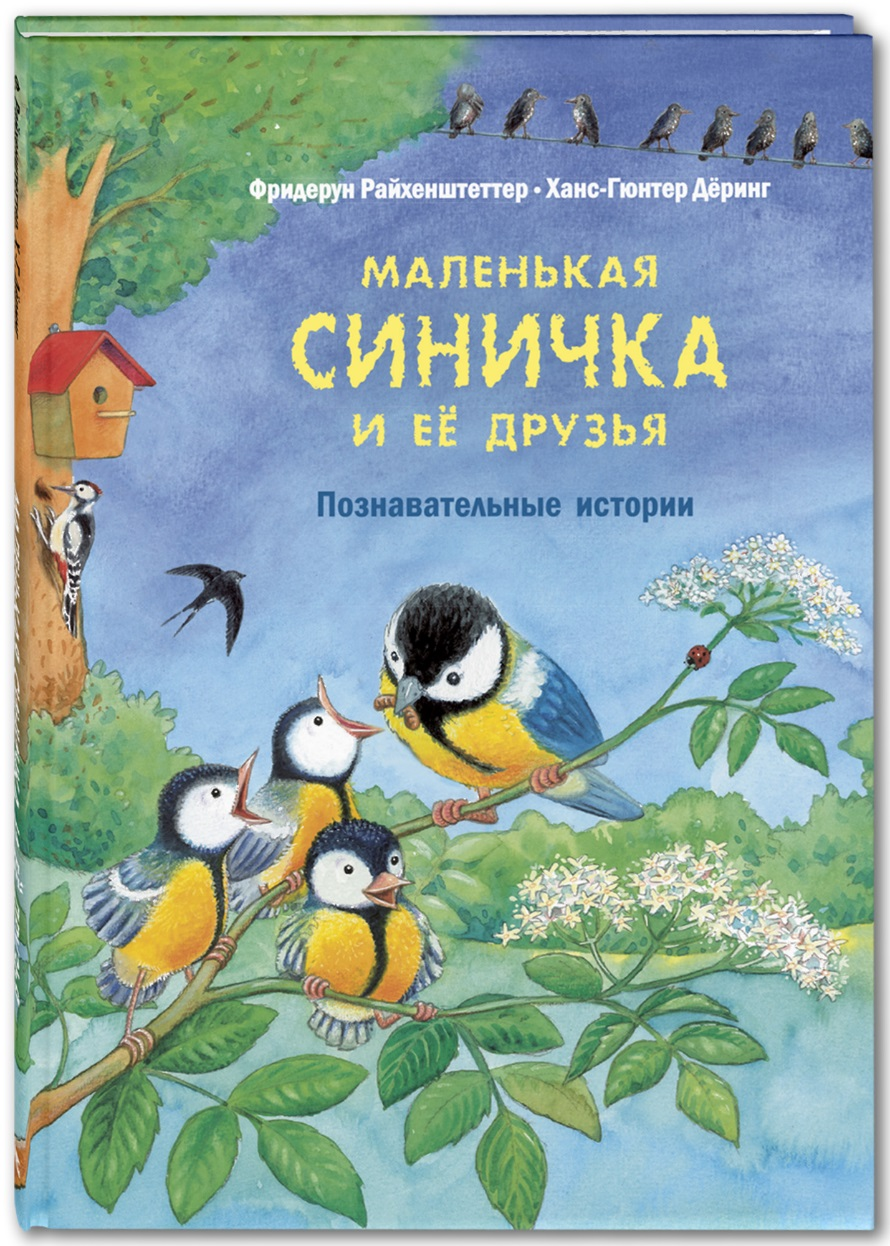 Фридерун Райхенштеттер • Ханс-Гюнтер Дёринг
МАЛЕНЬКАЯ
СИНИЧКА
И ЕЁ ДРУЗЬЯ
Познавательные истории